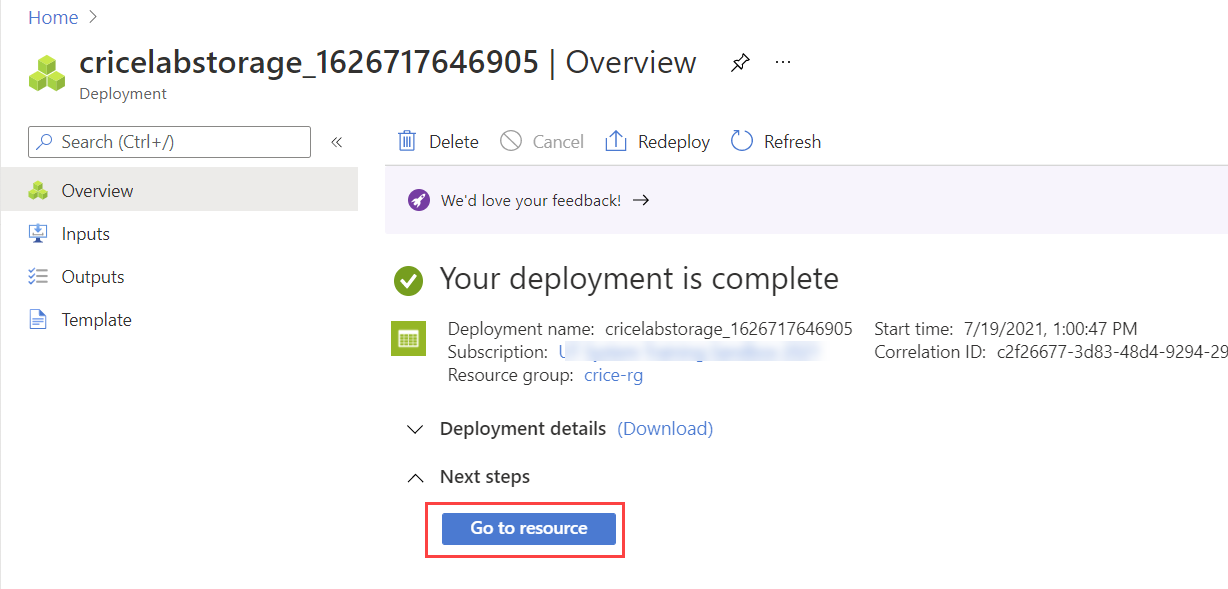 Home
cricelabstorage_1626717646905 | Overview
Deployment
Search (Ctrl+/)
Overview
Inputs
Outputs
Template
Delete Cancel Redeploy Refresh
We'd love your feedback!
Your deployment is complete
Deployment name: cricelabstorage_1626717646905
Subscription:
Resource group: crice-rg
Start time: 7/19/2021, 1:00:47 PM
Correlation ID: c2f26677-3d83-48d4-9294-29
Deployment details (Download)
Next steps
Go to resource